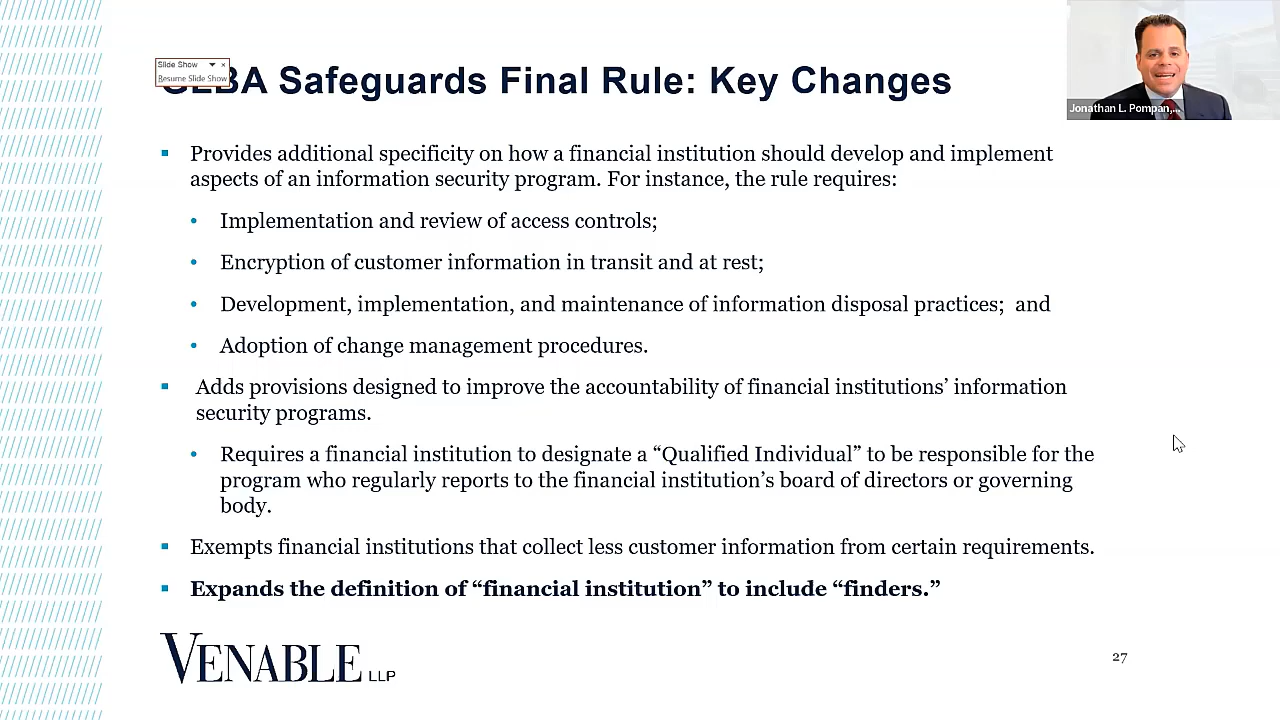 Slide Show
Resume Slide Show
Jonathan L. Pompan,...
BA Safeguards Final Rule: Key Changes
Provides additional specificity on how a financial institution should develop and implement
aspects of an information security program. For instance, the rule requires:
Implementation and review of access controls;
Encryption of customer information in transit and at rest;
Development, implementation, and maintenance of information disposal practices; and
Adoption of change management procedures.
Adds provisions designed to improve the accountability of financial institutions’ information
security programs.
Requires a financial institution to designate a “Qualified Individual” to be responsible for the
program who regularly reports to the financial institution’s board of directors or governing
body.
Exempts financial institutions that collect less customer information from certain requirements.
Expands the definition of “financial institution” to include “finders.”
VENABLE LLP
27